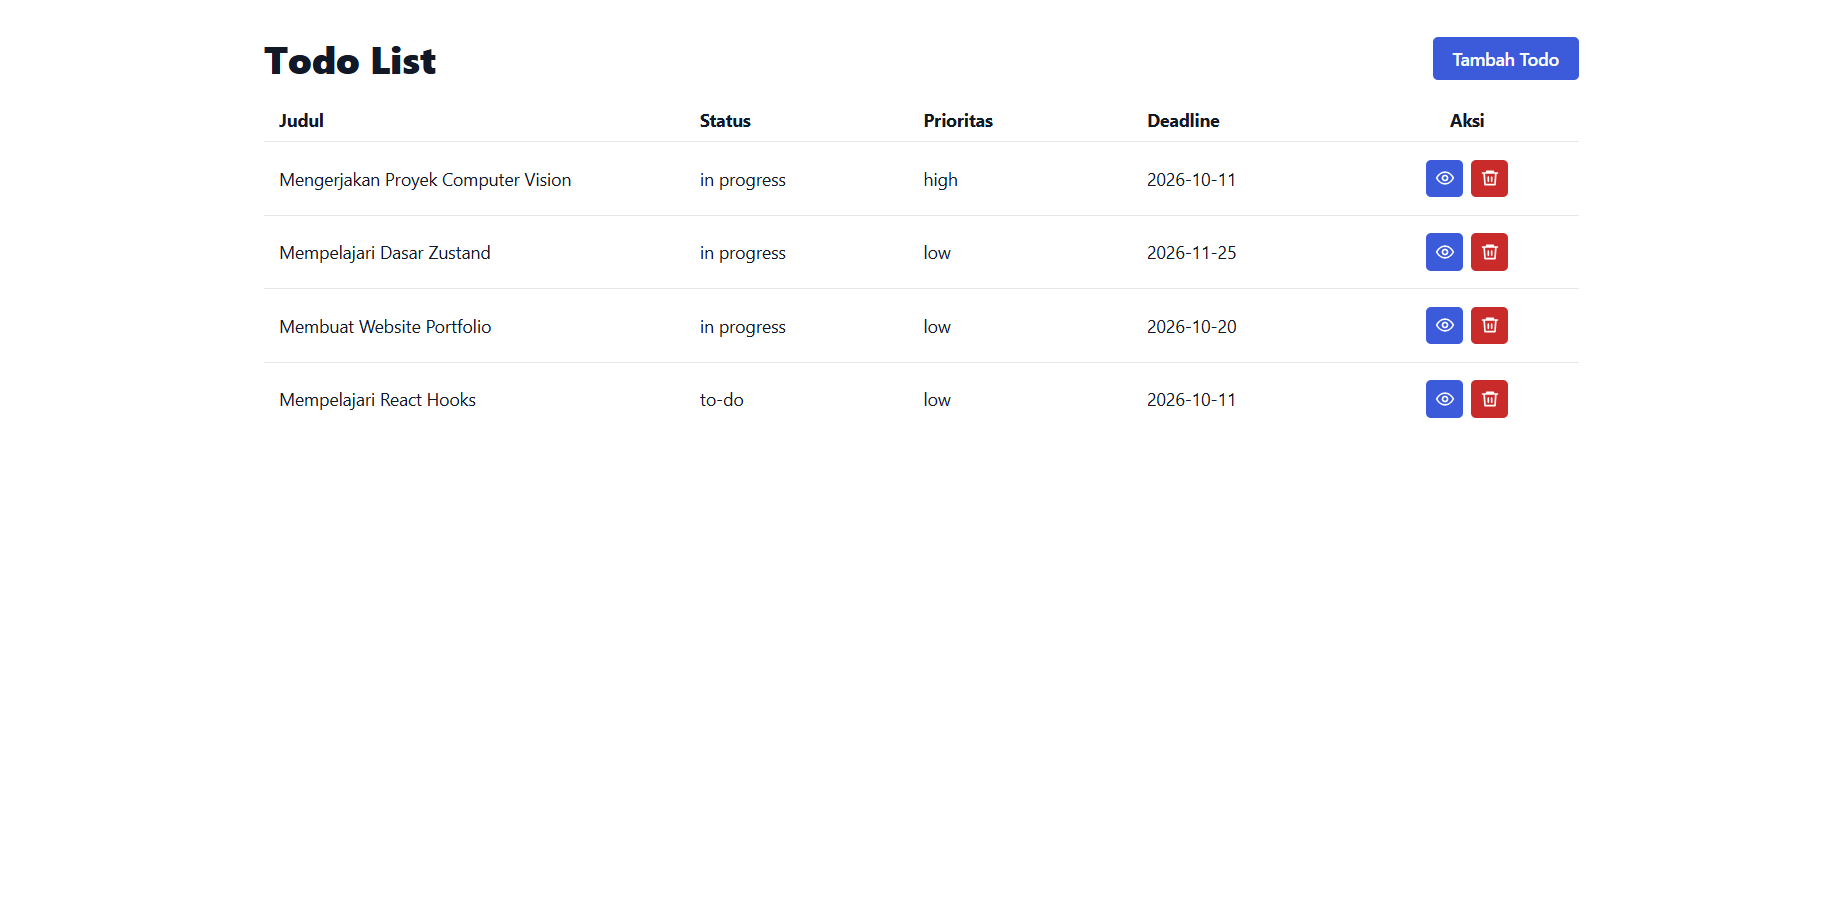 Todo List
Tambah Todo
Judul Status Prioritas Deadline Aksi
Mengerjakan Proyek Computer Vision in progress high 2026-10-11
Mempelajari Dasar Zustand in progress low 2026-11-25
Membuat Website Portfolio in progress low 2026-10-20
Mempelajari React Hooks to-do low 2026-10-11